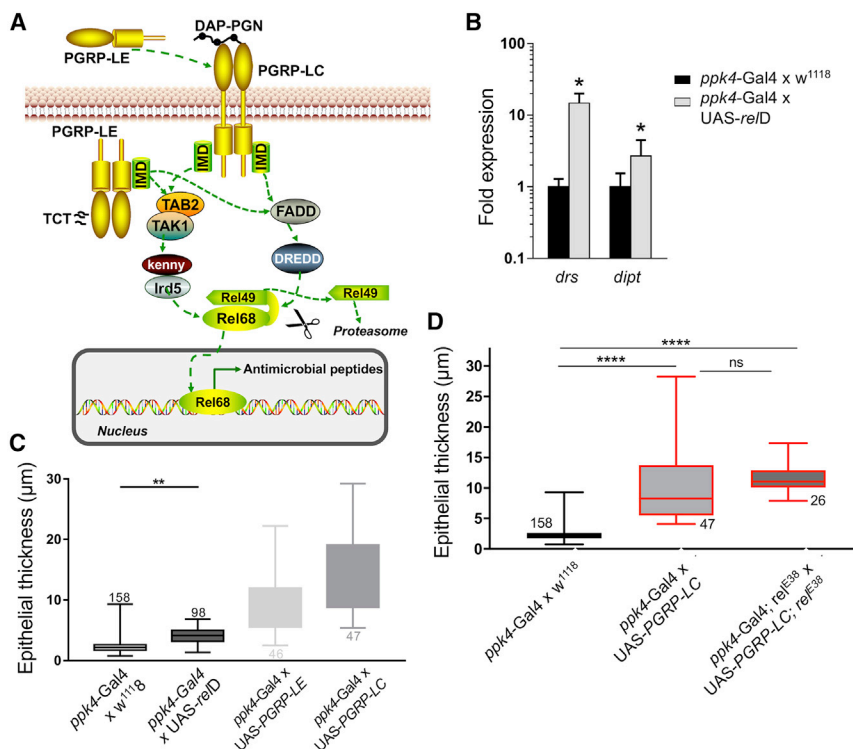 A
DAP-PGN
PGRP-LE
PGRP-LC
PGRP-LE
IMD
IMD
IMD
TCT
TAB2
TAK1
FADD
kenny
Ird5
DREDD
Rel49
Rel68
Rel49
Proteasome
Antimicrobial peptides
Rel68
Nucleus
B
Fold expression
100
10
1
0.1
*
*
drs
dipt
ppk4-Gal4 x w1118
ppk4-Gal4 x
UAS-relD
C
Epithelial thickness (µm)
30
20
10
0
**
158
98
46
47
ppk4-Gal4
x w1118
ppk4-Gal4
x UAS-relD
ppk4-Gal4 x
UAS-PGRP-LE
ppk4-Gal4 x
UAS-PGRP-LC
D
Epithelial thickness (µm)
30
25
20
15
10
5
0
****
****
ns
158
47
26
ppk4-Gal4 x w1118
ppk4-Gal4 x
UAS-PGRP-LC
ppk4-Gal4; relE38 x
UAS-PGRP-LC; relE38